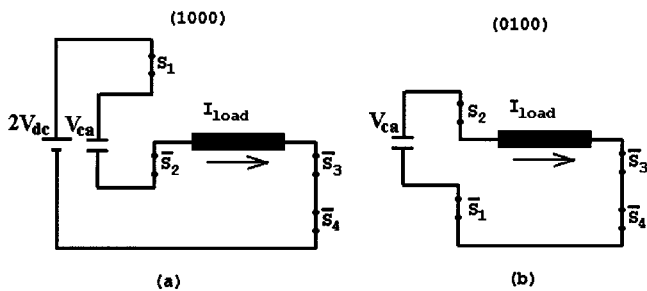 (1000)
S1
2Vdc
Vca
Iload
S̄2
S̄3
S̄4
(a)
(0100)
Vca
S2
Iload
S̄1
S̄3
S̄4
(b)